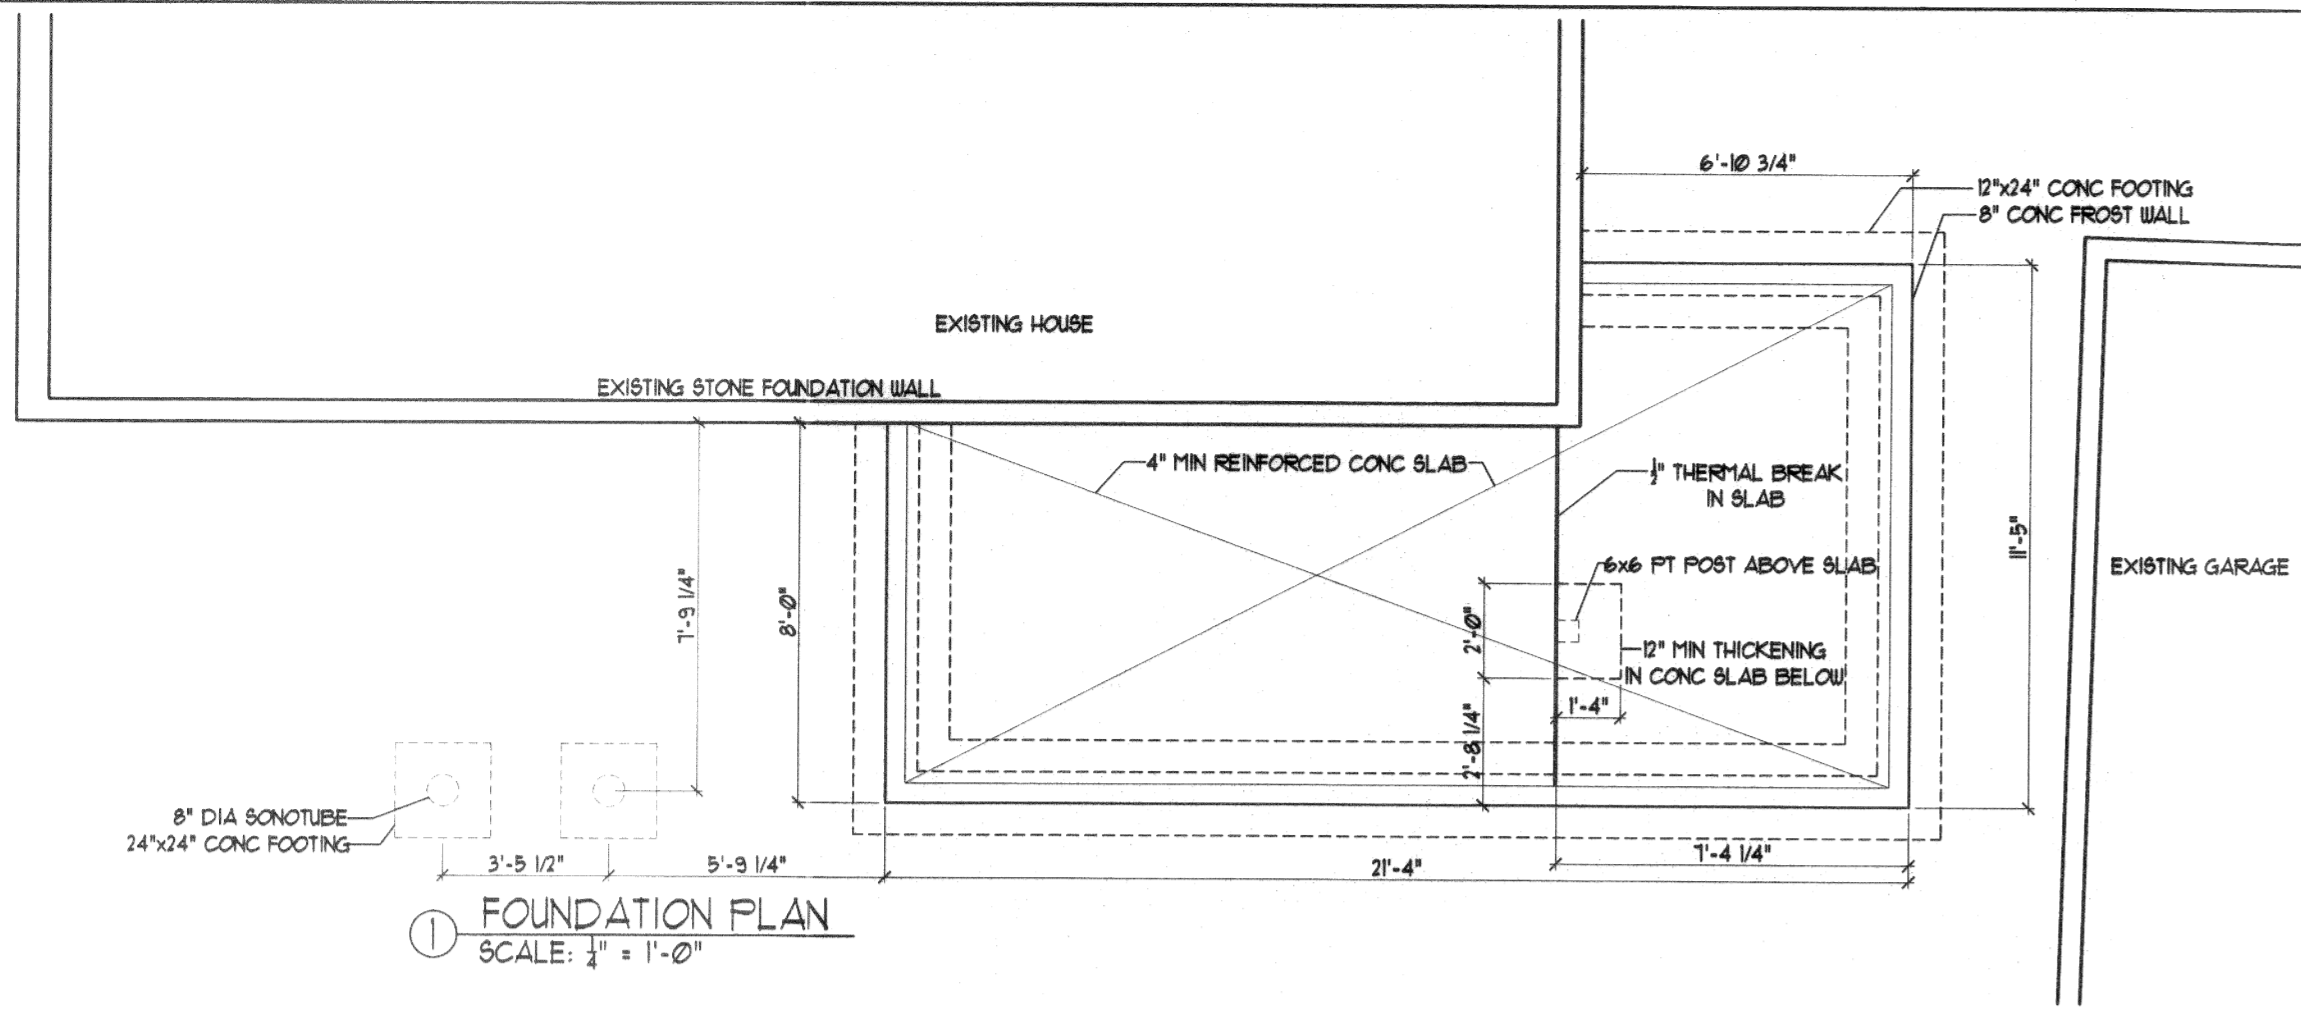 6'-10 3/4"
12"x24" CONC FOOTING
8" CONC FROST WALL
EXISTING HOUSE
EXISTING STONE FOUNDATION WALL
4" MIN REINFORCED CONC SLAB
½" THERMAL BREAK
IN SLAB
11'-5"
EXISTING GARAGE
6x6 PT POST ABOVE SLAB
7'-9 1/4"
8'-0"
2'-0"
12" MIN THICKENING
IN CONC SLAB BELOW
1'-4"
2'-8 1/4"
8" DIA SONOTUBE
24"x24" CONC FOOTING
3'-5 1/2"
5'-9 1/4"
21'-4"
7'-4 1/4"
1
FOUNDATION PLAN
SCALE: ¼" = 1'-0"